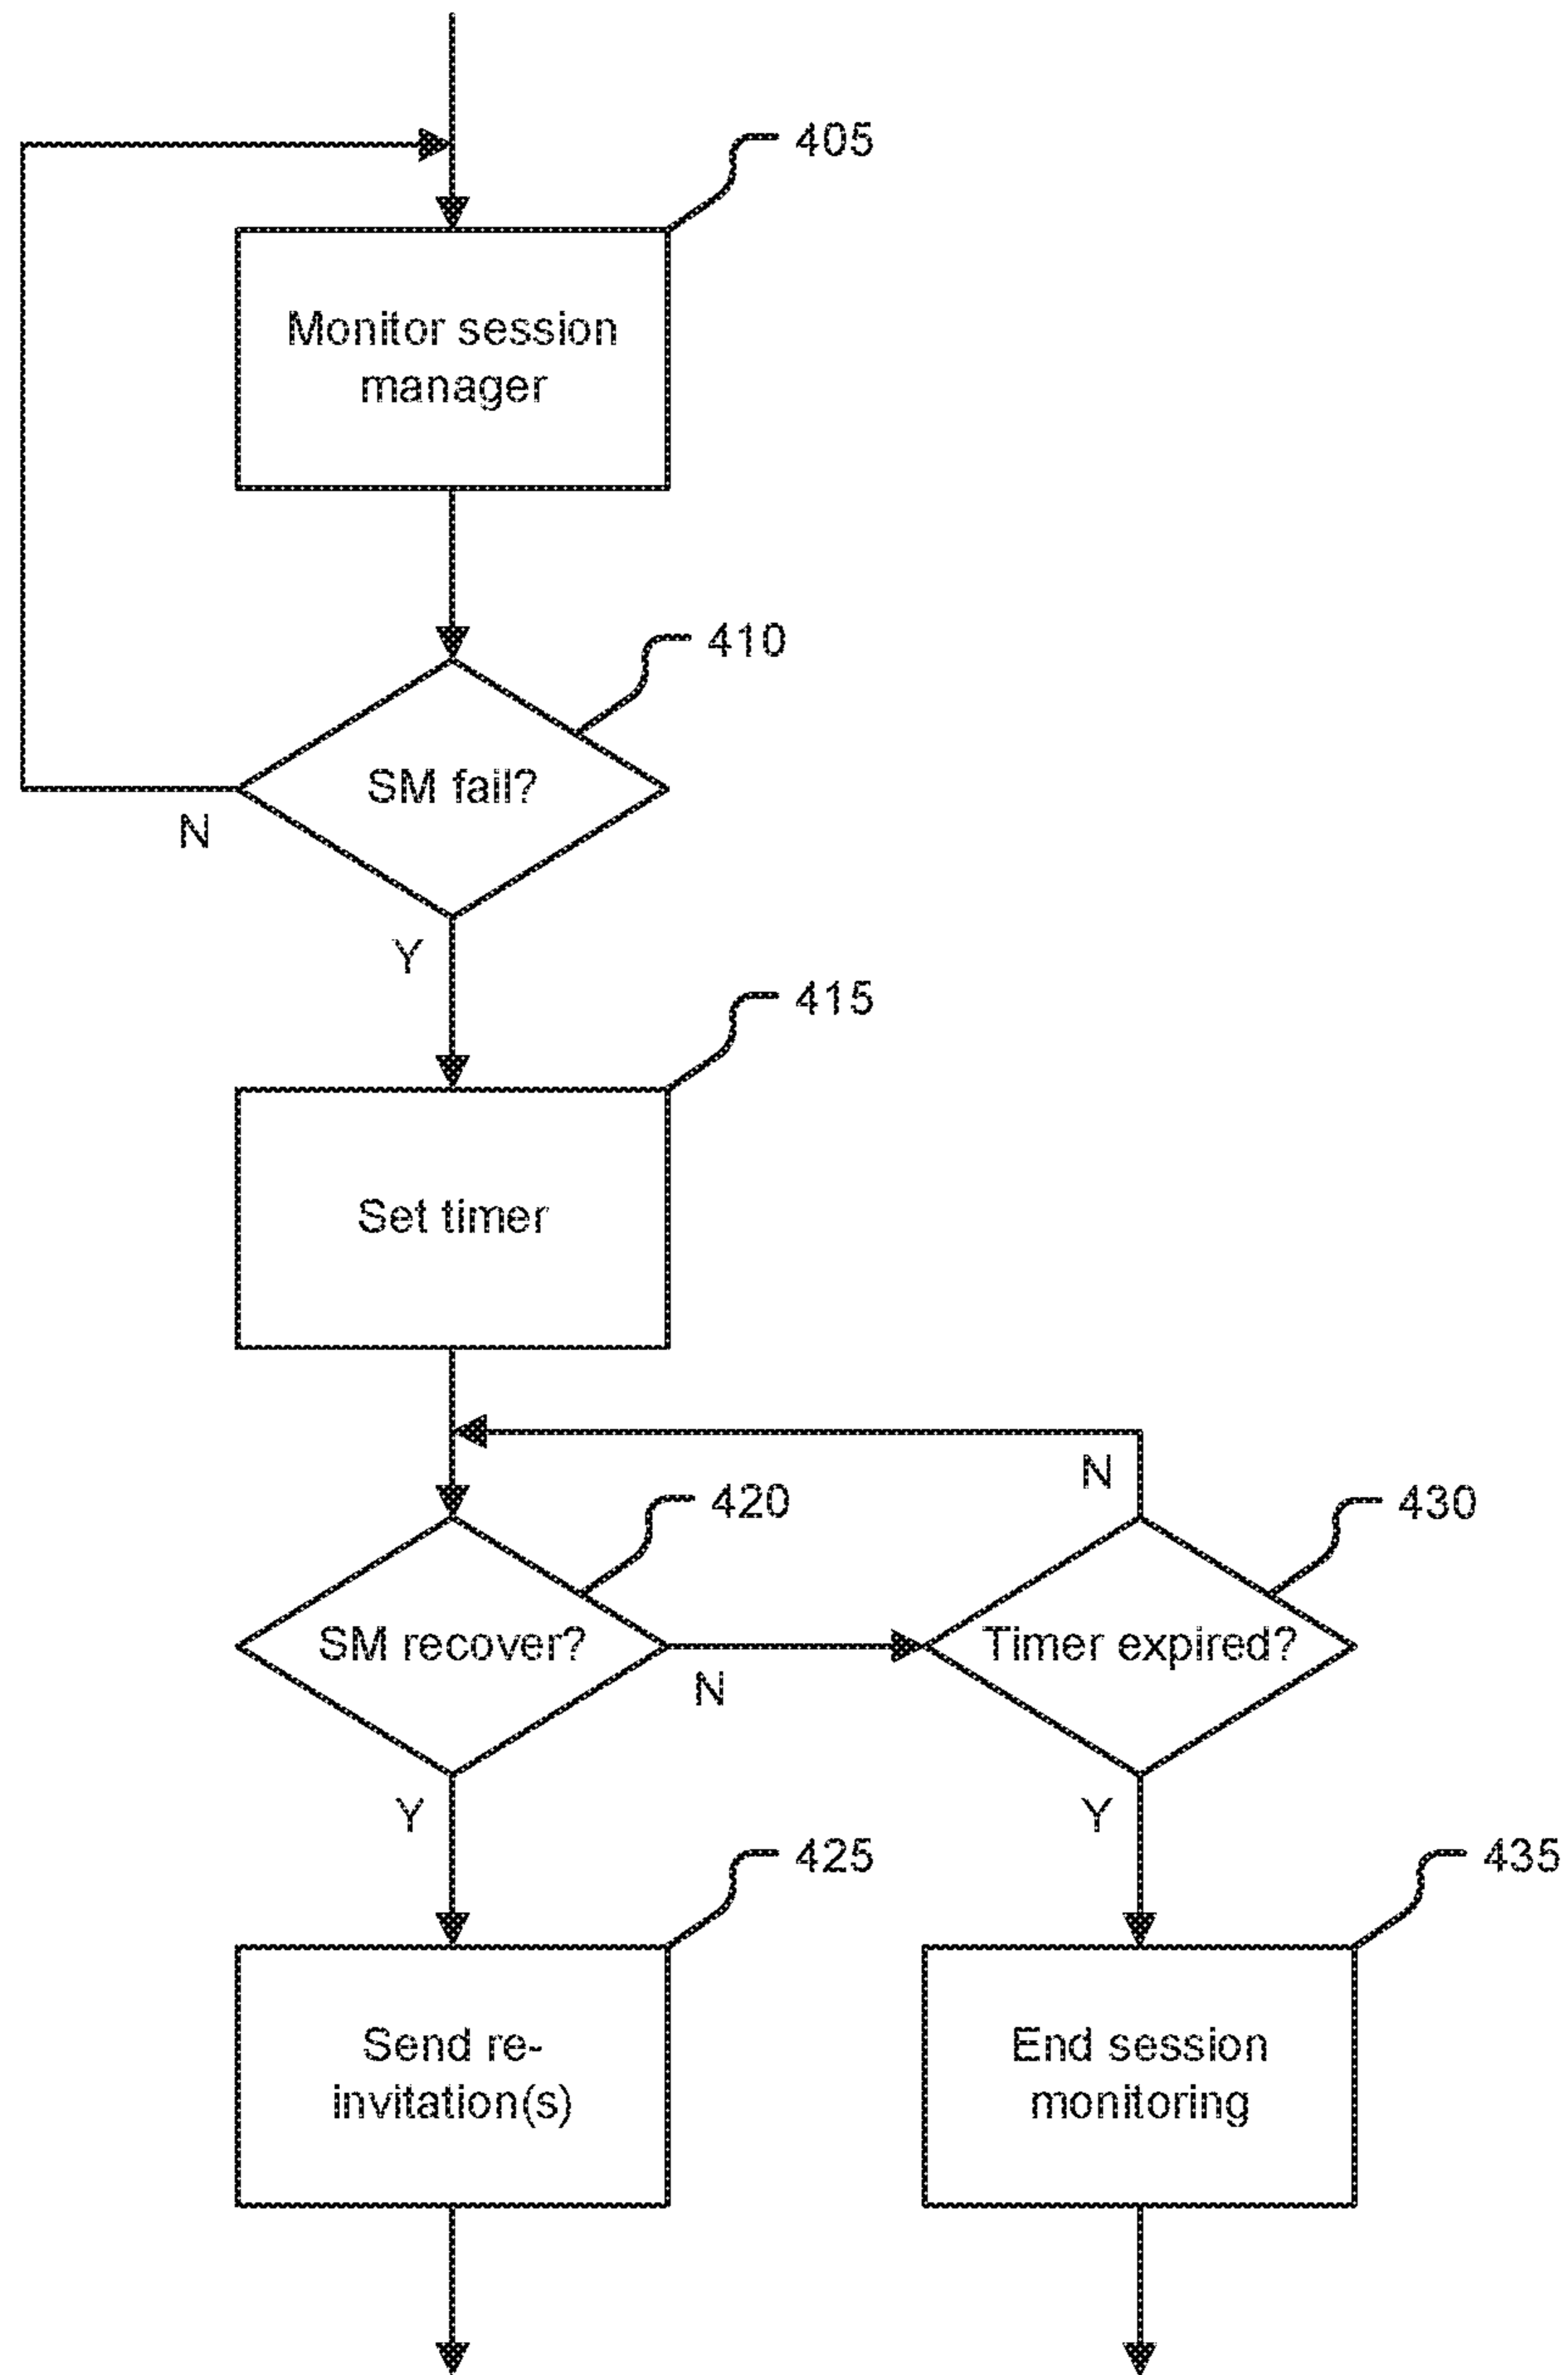 405
Monitor session
manager
410
SM fail?
N
Y
415
Set timer
N
420
430
SM recover?
Timer expired?
N
Y
Y
425
435
Send re-
invitation(s)
End session
monitoring